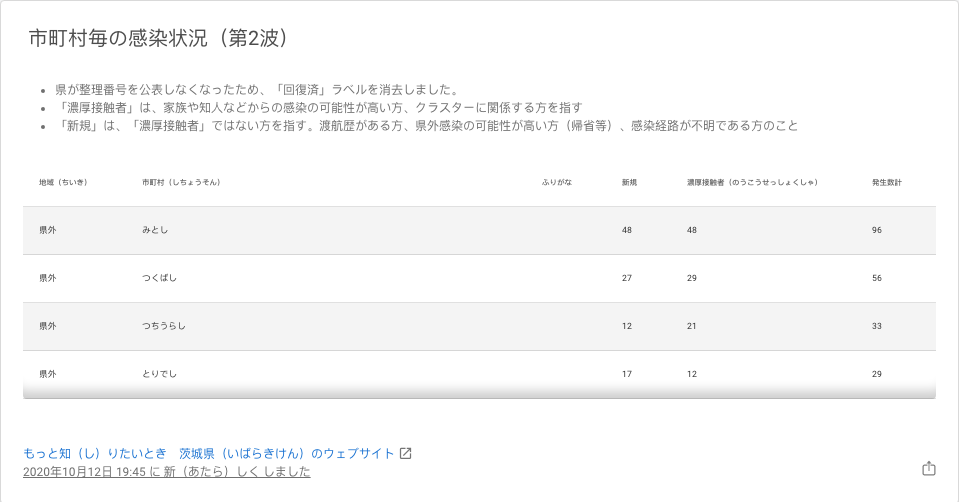 市町村毎の感染状況（第2波）
県が整理番号を公表しなくなったため、「回復済」ラベルを消去しました。
「濃厚接触者」は、家族や知人などからの感染の可能性が高い方、クラスターに関係する方を指す
「新規」は、「濃厚接触者」ではない方を指す。渡航歴がある方、県外感染の可能性が高い方（帰省等）、感染経路が不明である方のこと
地域（ちいき） 市町村（しちょうそん） ふりがな 新規 濃厚接触者（のうこうせっしょくしゃ） 発生数計
県外 みとし 48 48 96
県外 つくばし 27 29 56
県外 つちうらし 12 21 33
県外 とりでし 17 12 29
もっと知（し）りたいとき　茨城県（いばらきけん）のウェブサイト
2020年10月12日 19:45 に 新（あたら）しく しました